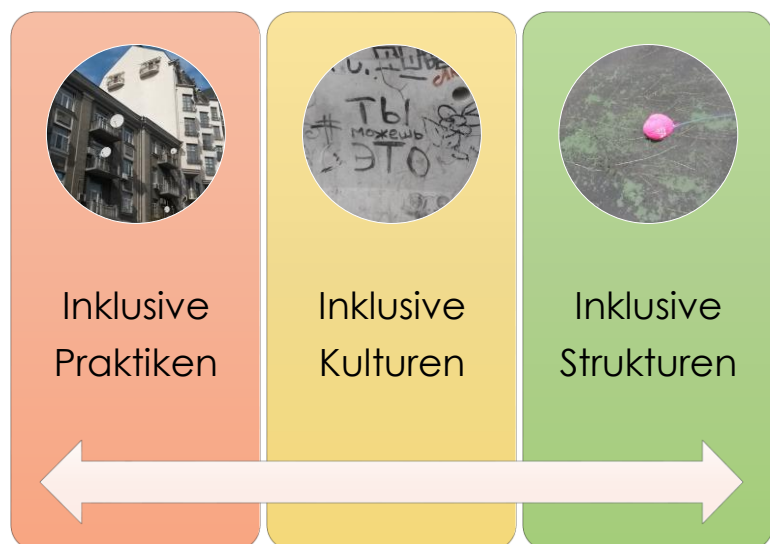 ТЫ
можешь
ЭТО
Inklusive
Praktiken
Inklusive
Kulturen
Inklusive
Strukturen